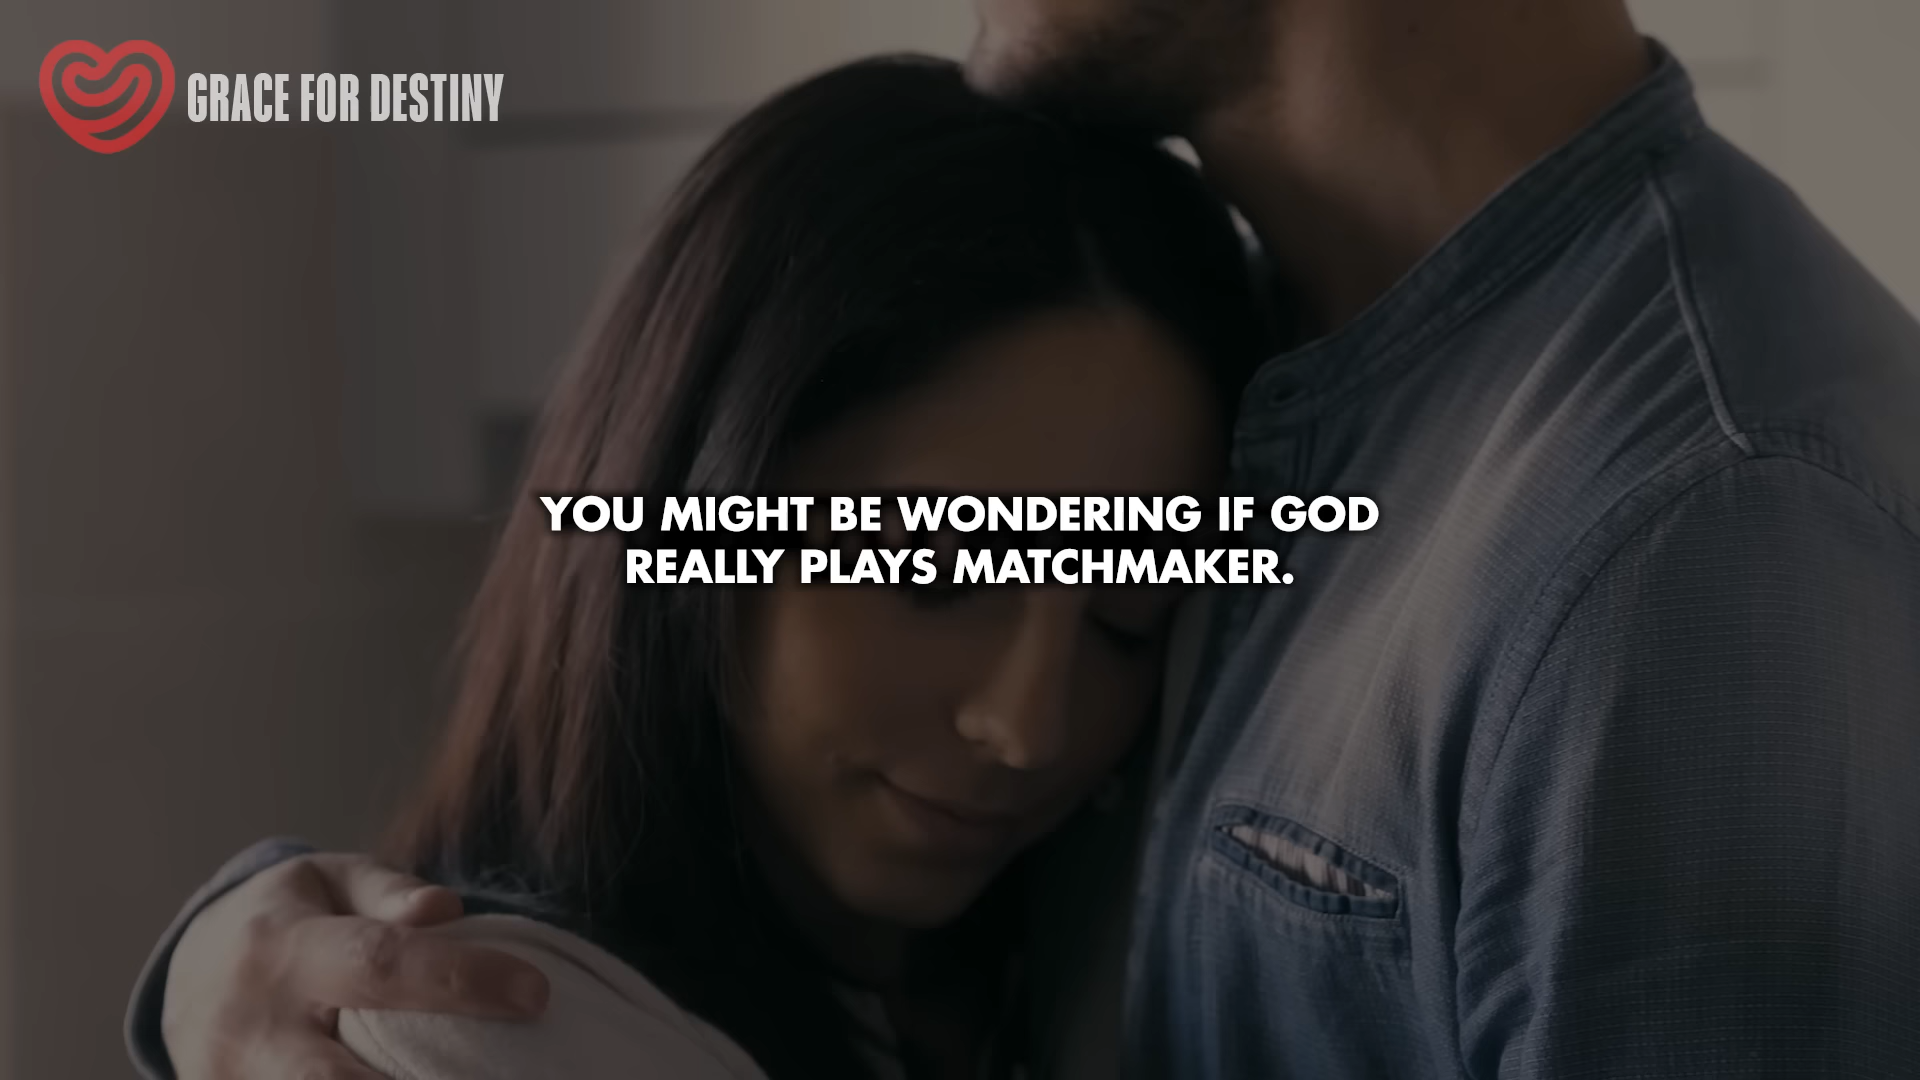 GRACE FOR DESTINY
YOU MIGHT BE WONDERING IF GOD
REALLY PLAYS MATCHMAKER.